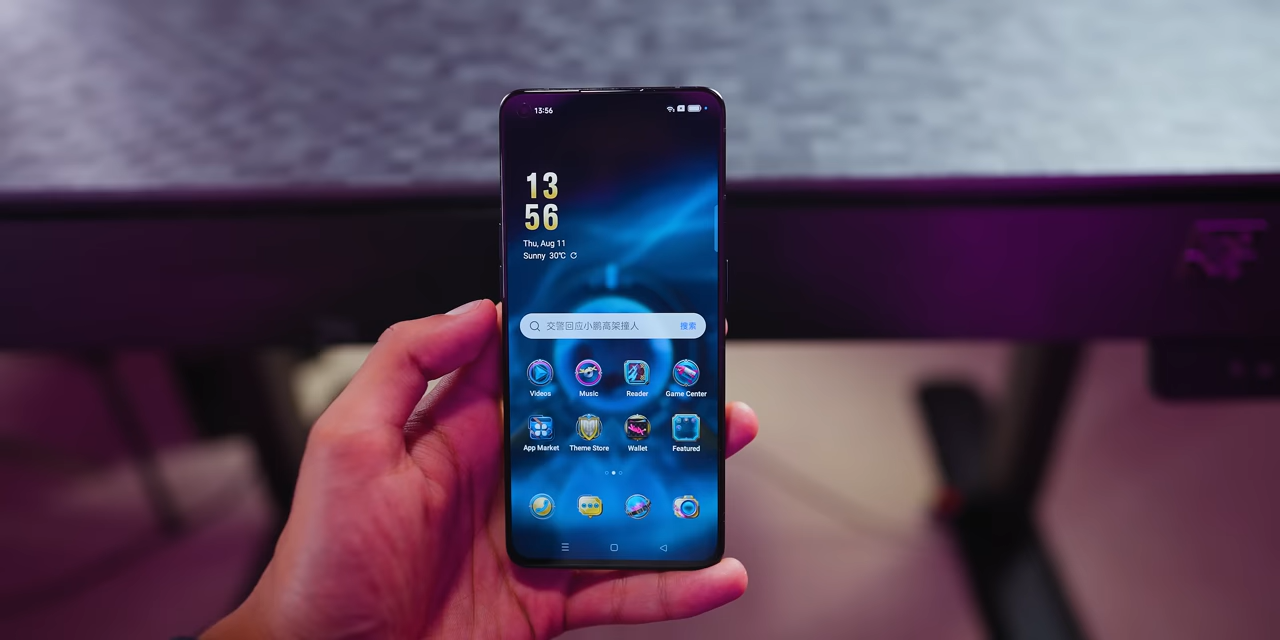 13:56
13
56
Thu, Aug 11
Sunny 30℃
交警回应小鹏高架撞人 搜索
Videos Music Reader Game Center
App Market Theme Store Wallet Featured